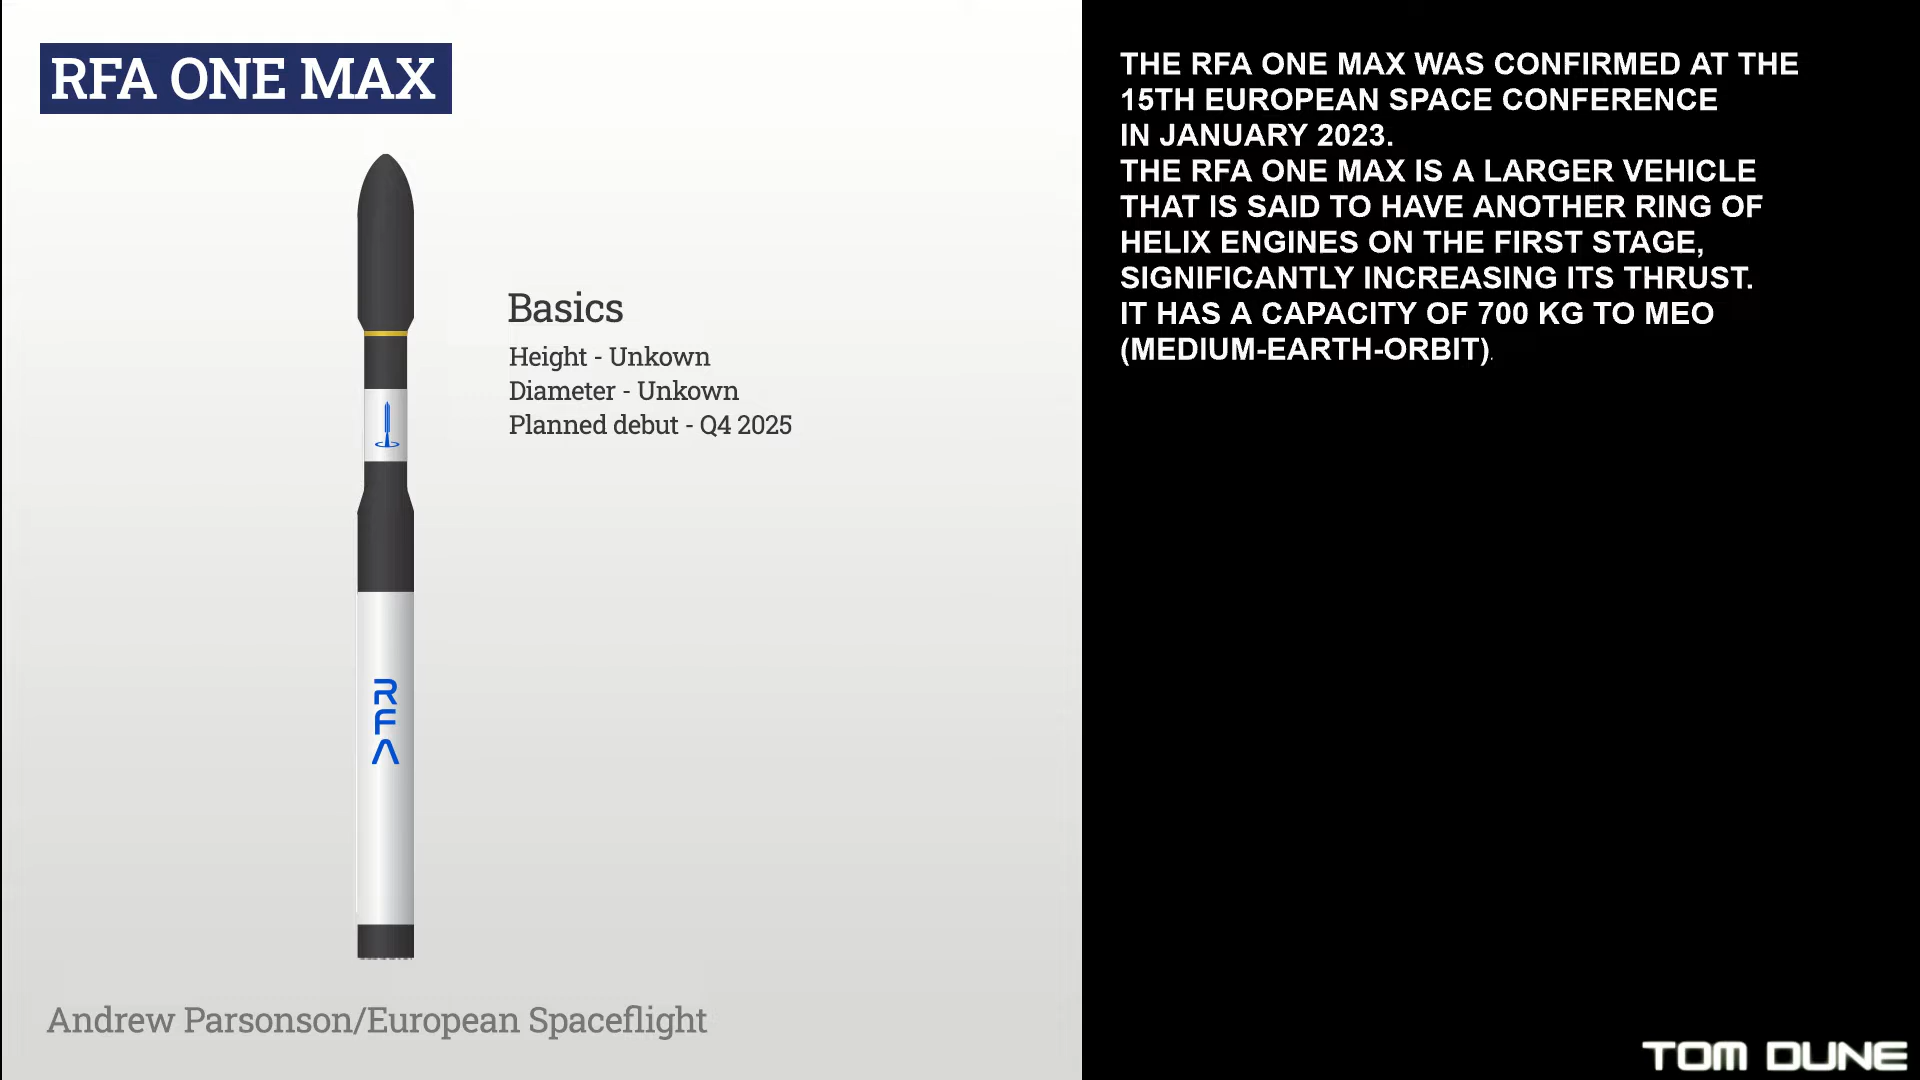 RFA ONE MAX
Basics
Height - Unkown
Diameter - Unkown
Planned debut - Q4 2025
RFA
Andrew Parsonson/European Spaceflight
THE RFA ONE MAX WAS CONFIRMED AT THE
15TH EUROPEAN SPACE CONFERENCE
IN JANUARY 2023.
THE RFA ONE MAX IS A LARGER VEHICLE
THAT IS SAID TO HAVE ANOTHER RING OF
HELIX ENGINES ON THE FIRST STAGE,
SIGNIFICANTLY INCREASING ITS THRUST.
IT HAS A CAPACITY OF 700 KG TO MEO
(MEDIUM-EARTH-ORBIT).
TOM DUNE